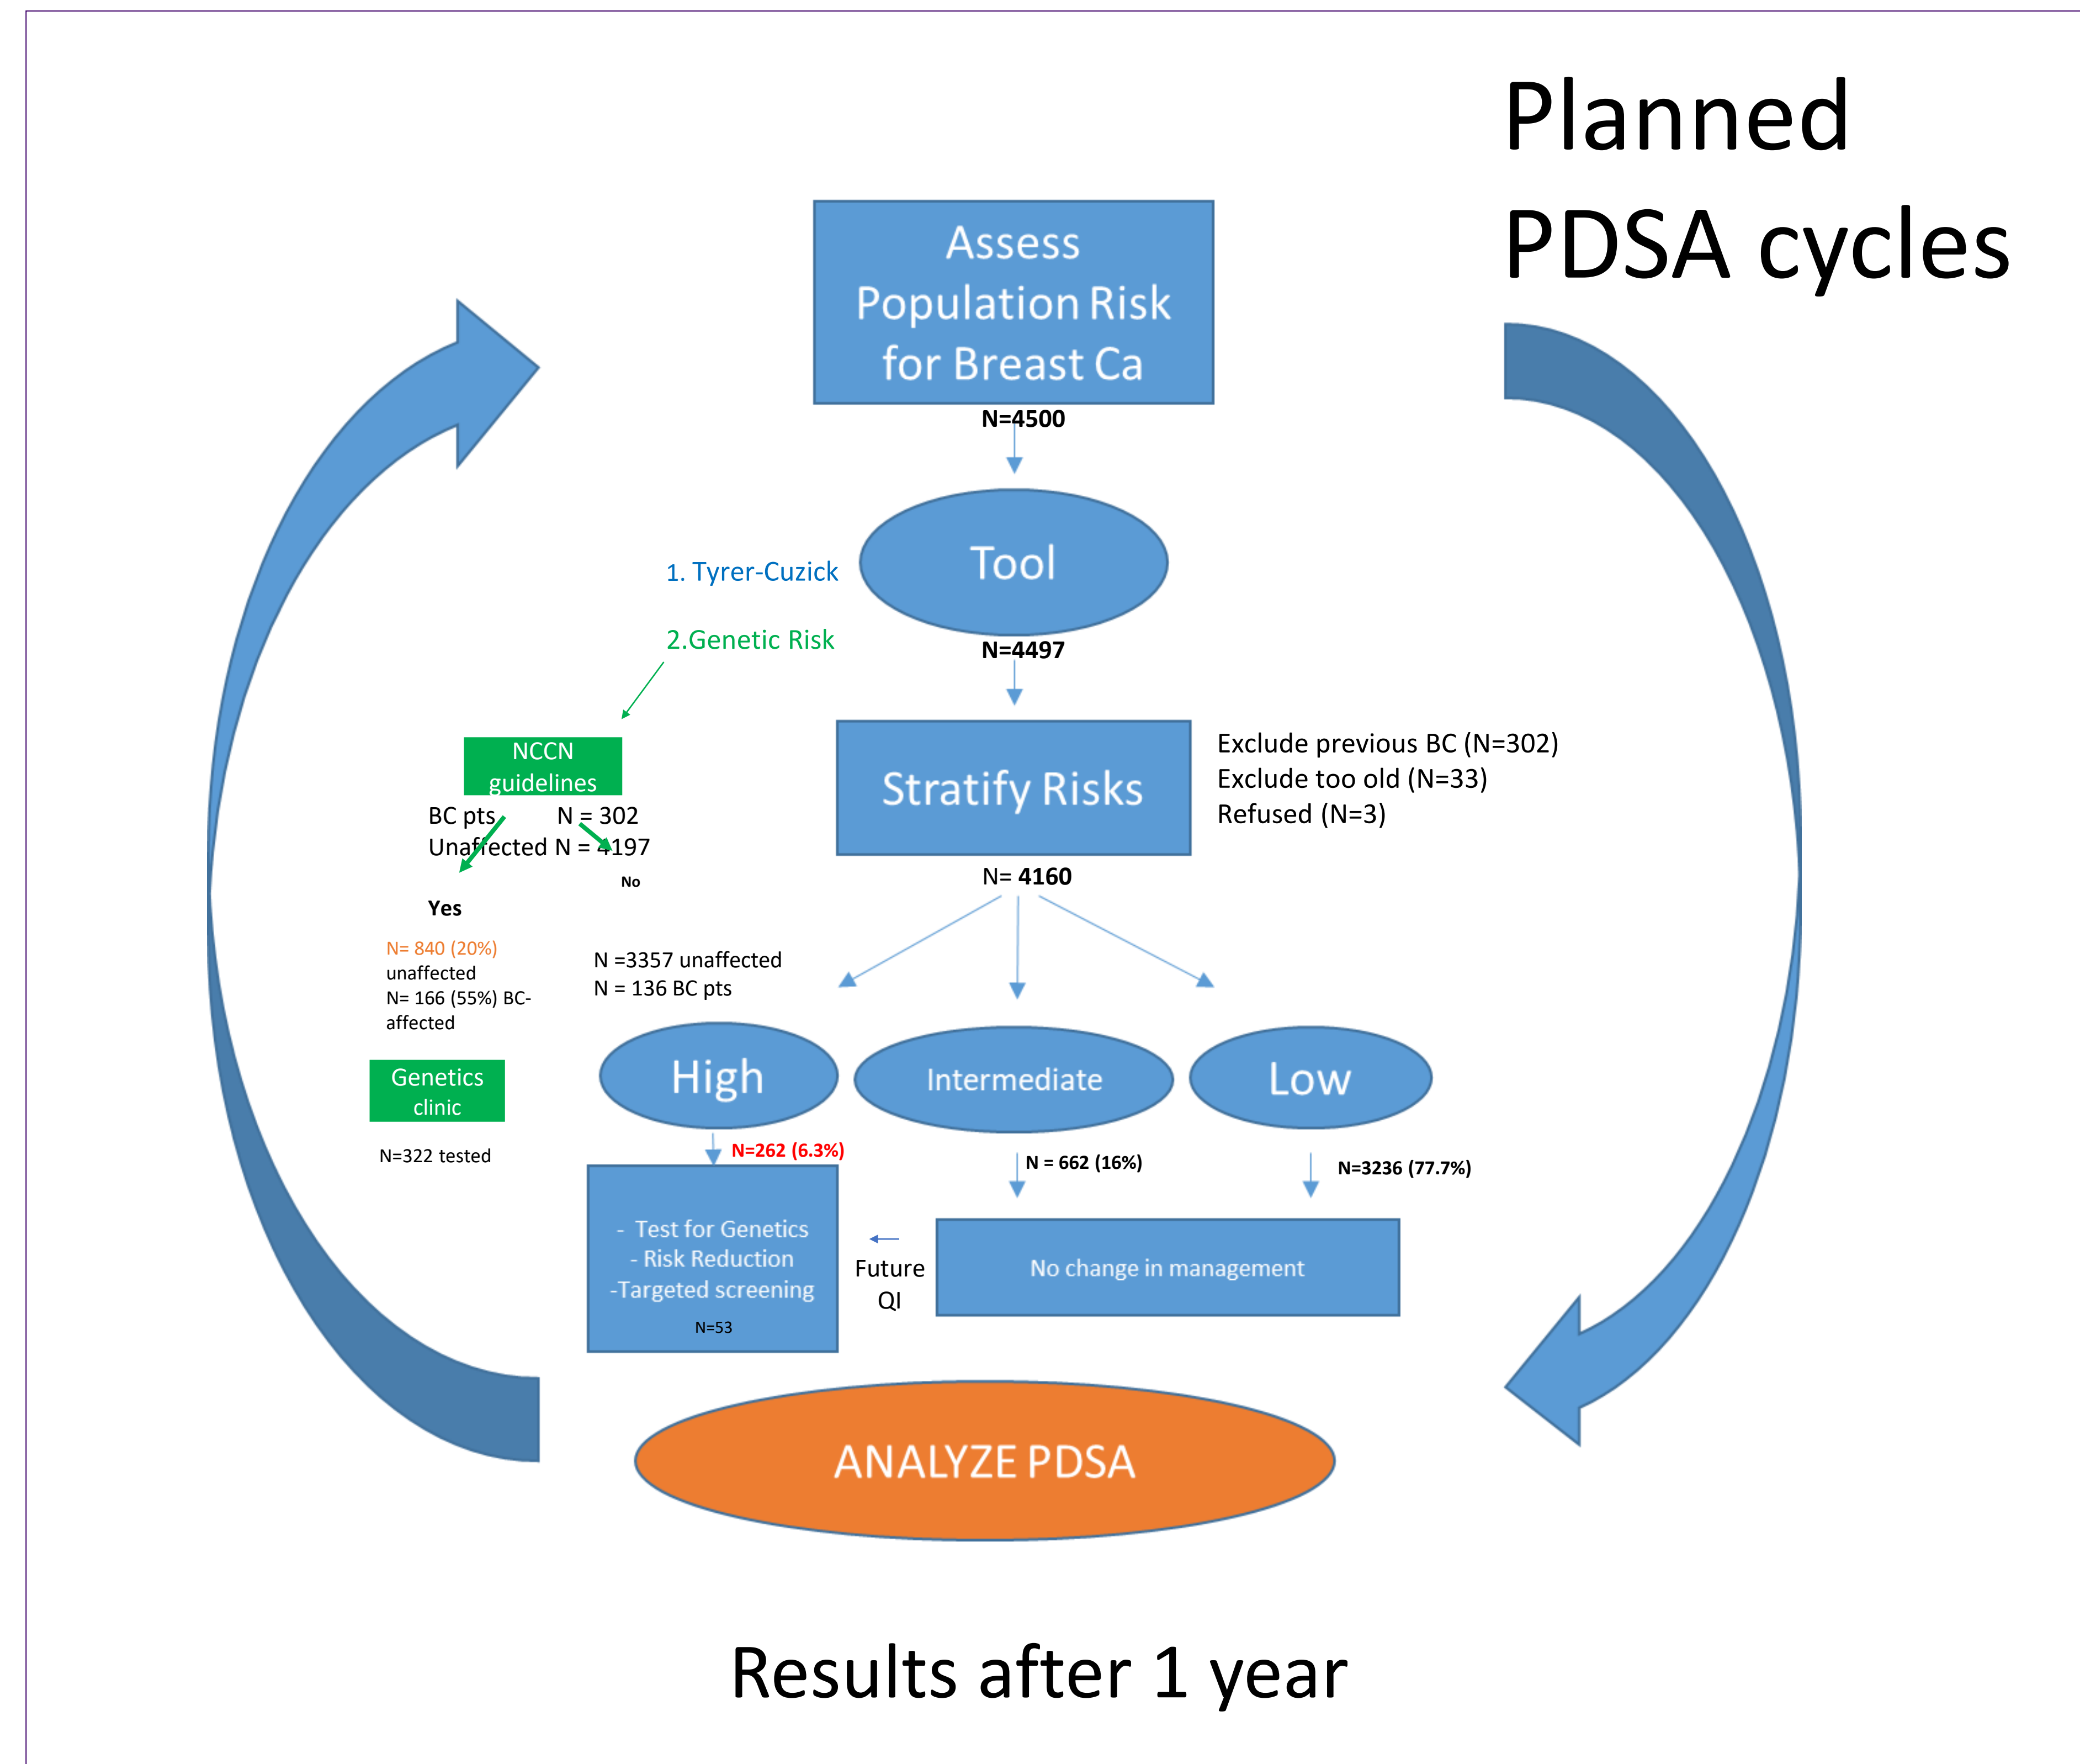 Planned
PDSA cycles
Assess
Population Risk
for Breast Ca
N=4500
Tool
1. Tyrer-Cuzick
2.Genetic Risk
N=4497
NCCN
guidelines
BC pts N = 302
Unaffected N = 4197
No
Yes
N= 840 (20%)
unaffected
N= 166 (55%) BC-
affected
N =3357 unaffected
N = 136 BC pts
Genetics
clinic
N=322 tested
Stratify Risks
Exclude previous BC (N=302)
Exclude too old (N=33)
Refused (N=3)
N= 4160
High
Intermediate
Low
N=262 (6.3%)
N = 662 (16%)
N=3236 (77.7%)
- Test for Genetics
- Risk Reduction
-Targeted screening
N=53
Future
QI
No change in management
ANALYZE PDSA
Results after 1 year